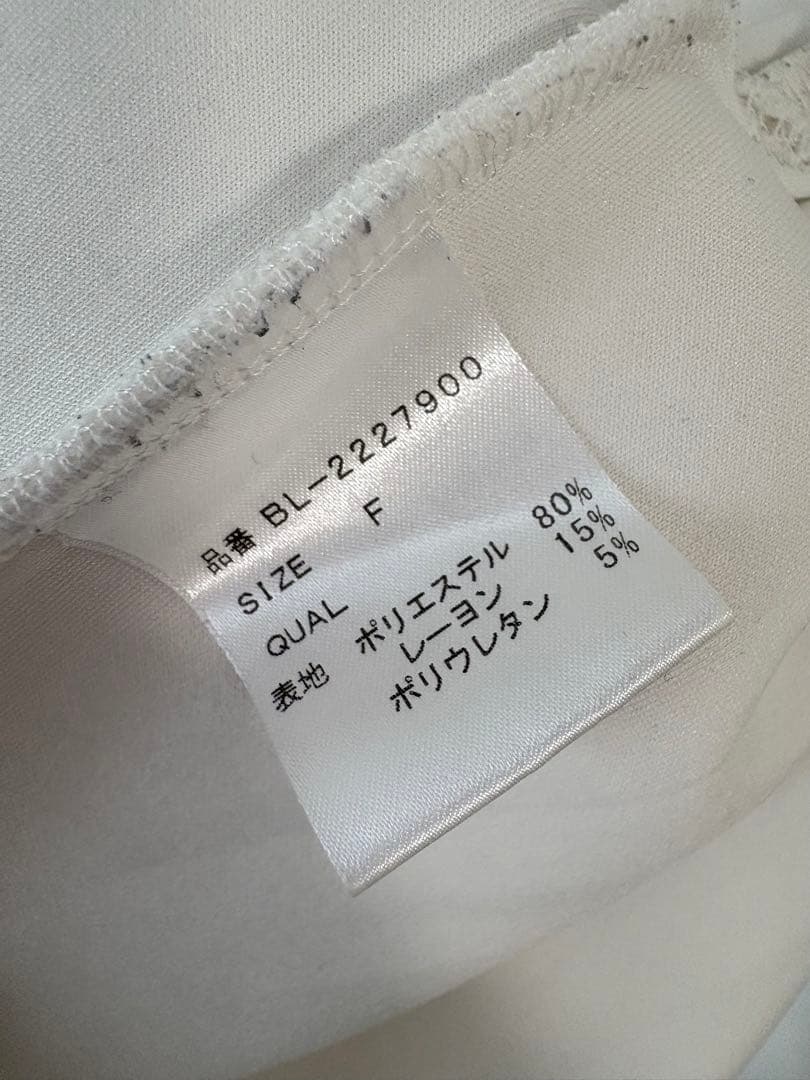 品番 BL-2227900
SIZE F
QUAL
表地 ポリエステル 80%
レーヨン 15%
ポリウレタン 5%